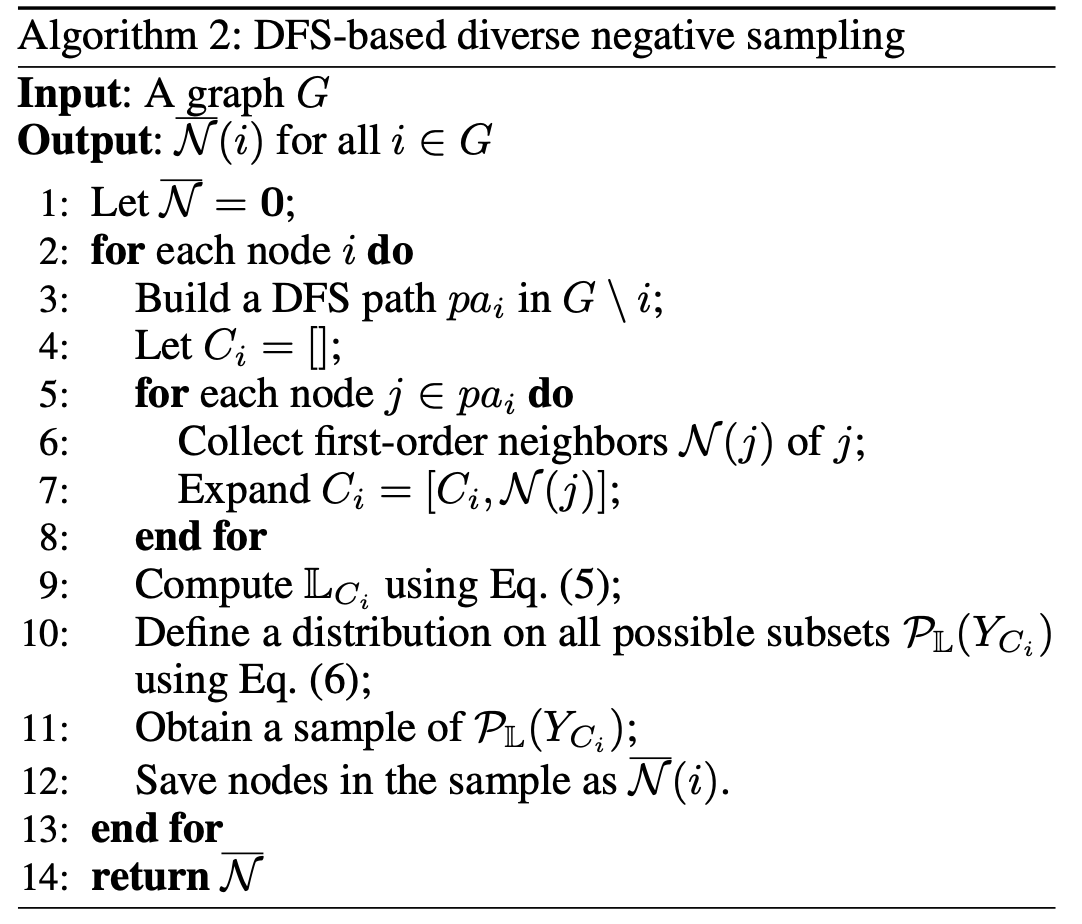 Algorithm 2: DFS-based diverse negative sampling
Input: A graph G
Output: $\overline{\mathcal{N}}(i)$ for all $i \in G$
1: Let $\overline{\mathcal{N}} = \mathbf{0}$;
2: for each node $i$ do
3: Build a DFS path $pa_i$ in $G \setminus i$;
4: Let $C_i = []$;
5: for each node $j \in pa_i$ do
6: Collect first-order neighbors $\mathcal{N}(j)$ of $j$;
7: Expand $C_i = [C_i, \mathcal{N}(j)]$;
8: end for
9: Compute $\mathbb{L}_{C_i}$ using Eq. (5);
10: Define a distribution on all possible subsets $\mathcal{P}_{\mathbb{L}}(Y_{C_i})$
using Eq. (6);
11: Obtain a sample of $\mathcal{P}_{\mathbb{L}}(Y_{C_i})$;
12: Save nodes in the sample as $\overline{\mathcal{N}}(i)$.
13: end for
14: return $\overline{\mathcal{N}}$